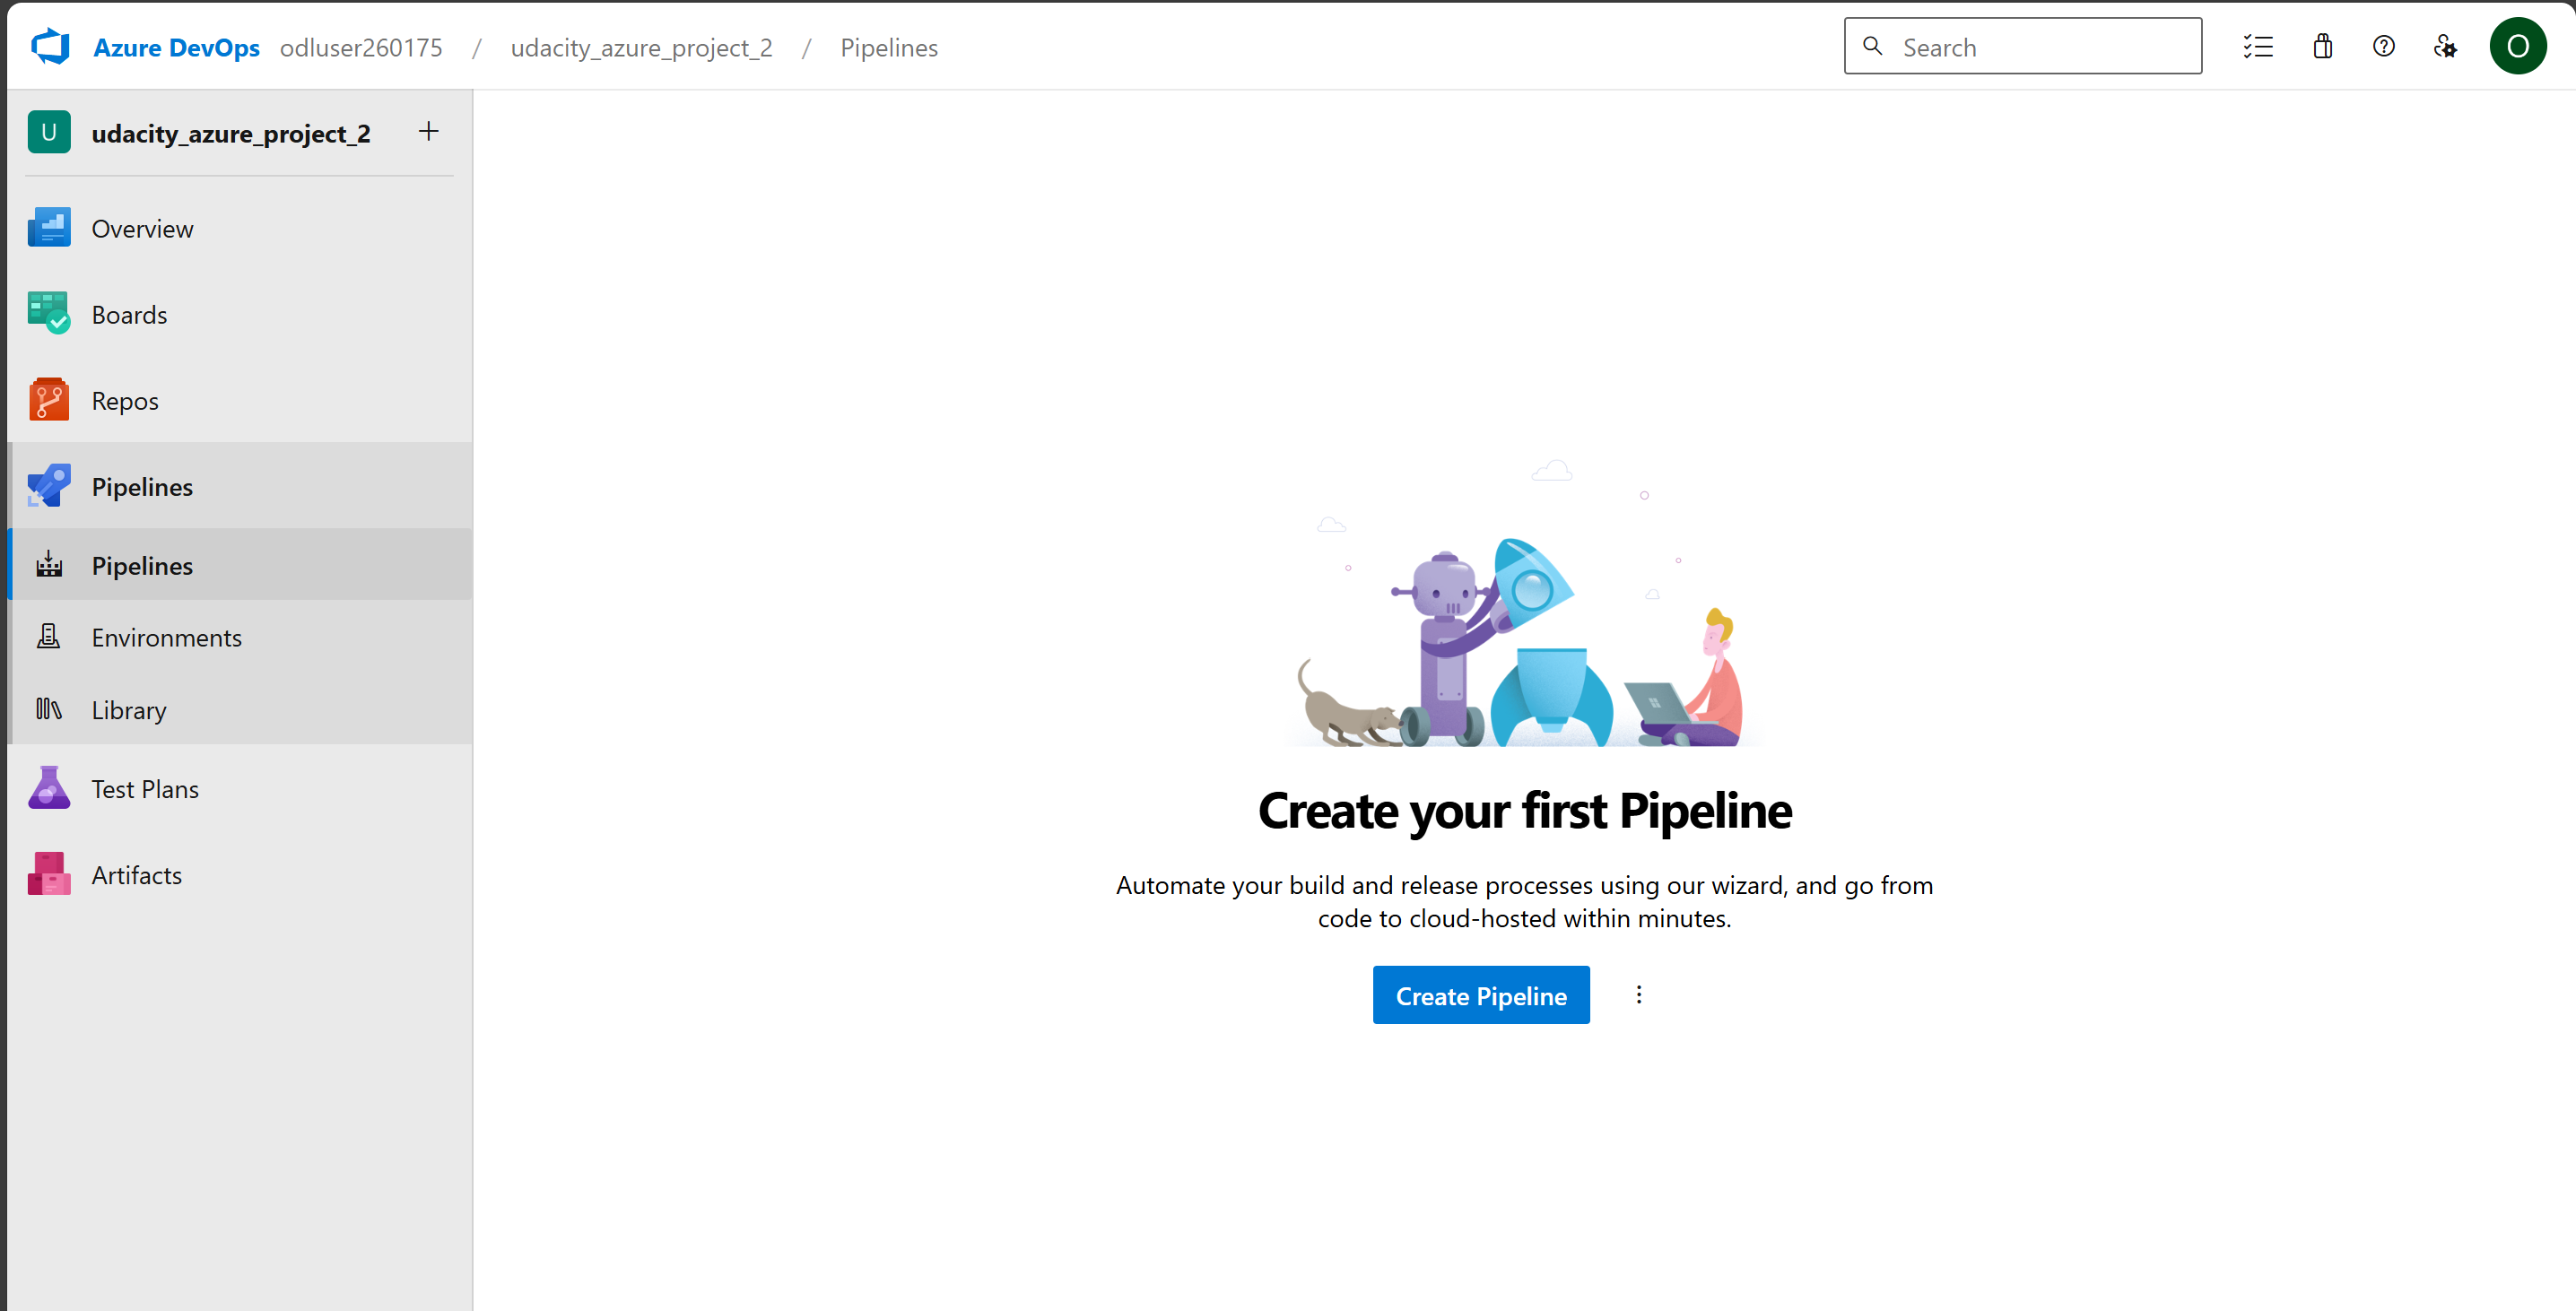 Azure DevOps odluser260175 / udacity_azure_project_2 / Pipelines
Search
O
U udacity_azure_project_2 +
Overview
Boards
Repos
Pipelines
Pipelines
Environments
Library
Test Plans
Artifacts
Create your first Pipeline
Automate your build and release processes using our wizard, and go from
code to cloud-hosted within minutes.
Create Pipeline